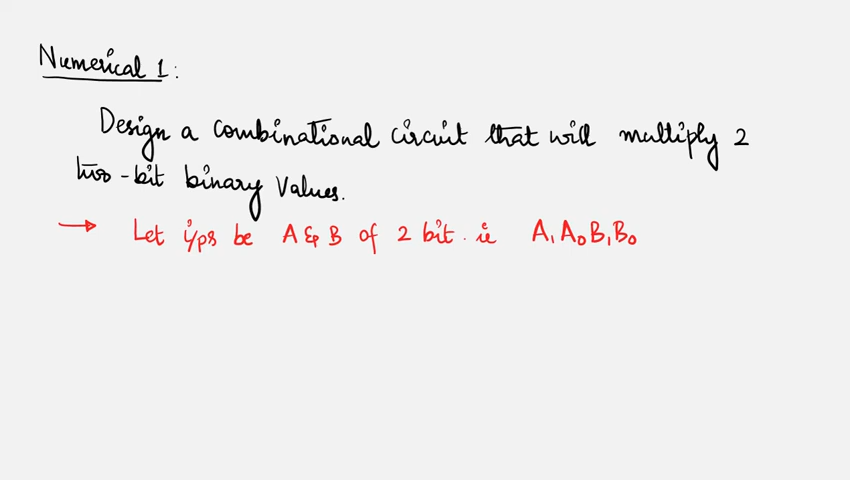 Numerical 1:
Design a combinational circuit that will multiply 2
two-bit binary values.
→ Let i/ps be A & B of 2 bit. ie A₁A₀B₁B₀